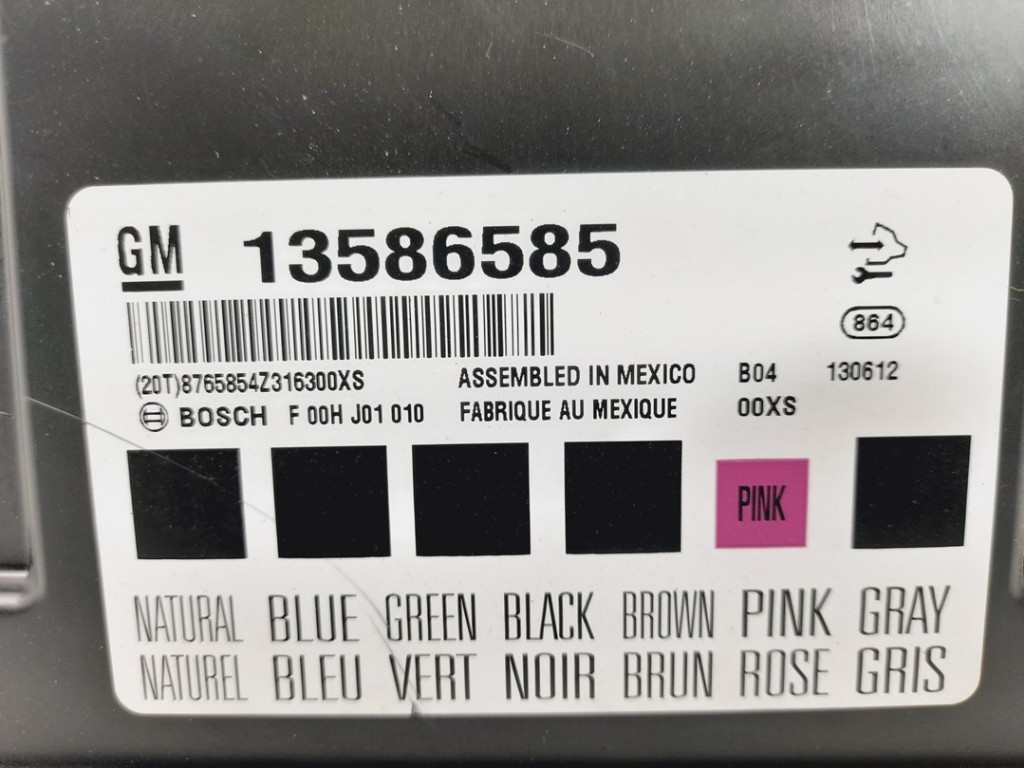 GM 13586585
864
(20T)8765854Z316300XS ASSEMBLED IN MEXICO B04 130612
BOSCH F 00H J01 010 FABRIQUE AU MEXIQUE 00XS
PINK
NATURAL BLUE GREEN BLACK BROWN PINK GRAY
NATUREL BLEU VERT NOIR BRUN ROSE GRIS